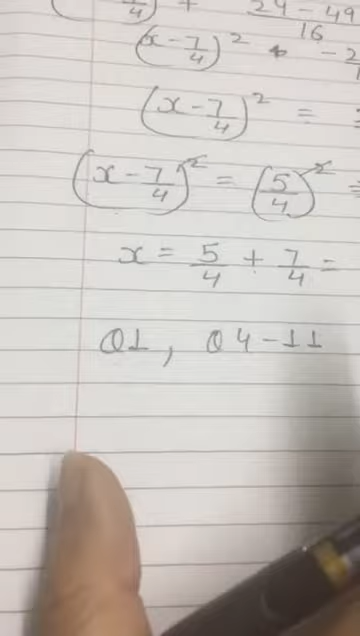 + 24-49/16
(x-7/4)² + -2
(x-7/4)² =
(x-7/4)² = (5/4)² =
x = 5/4 + 7/4 =
Q1, Q4-11